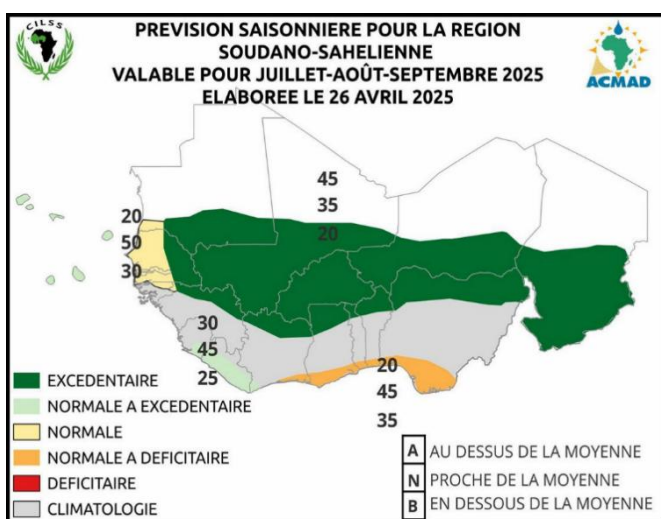 CILSS
PREVISION SAISONNIERE POUR LA REGION
SOUDANO-SAHELIENNE
VALABLE POUR JUILLET-AOÛT-SEPTEMBRE 2025
ELABOREE LE 26 AVRIL 2025
ACMAD
45
35
20
20
50
30
30
45
25
20
45
35
EXCEDENTAIRE
NORMALE A EXCEDENTAIRE
NORMALE
NORMALE A DEFICITAIRE
DEFICITAIRE
CLIMATOLOGIE
A AU DESSUS DE LA MOYENNE
N PROCHE DE LA MOYENNE
B EN DESSOUS DE LA MOYENNE